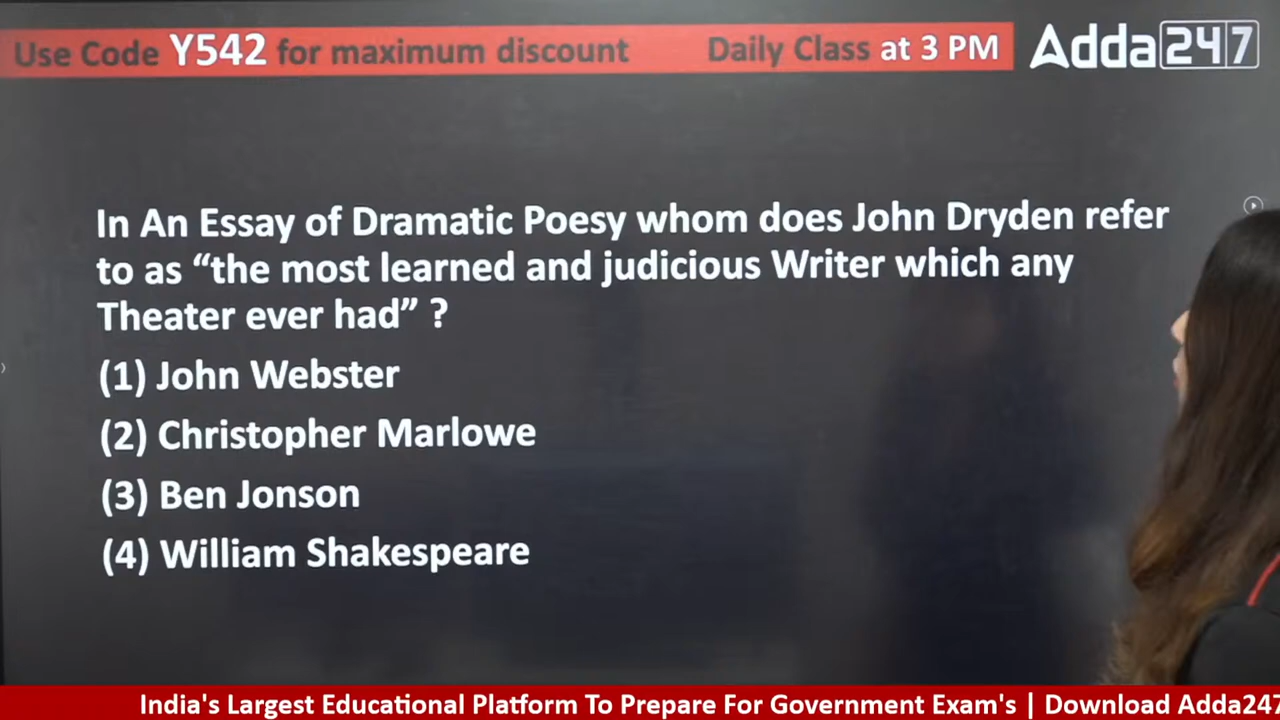 Use Code Y542 for maximum discount Daily Class at 3 PM Adda247
In An Essay of Dramatic Poesy whom does John Dryden refer
to as “the most learned and judicious Writer which any
Theater ever had” ?
(1) John Webster
(2) Christopher Marlowe
(3) Ben Jonson
(4) William Shakespeare
India's Largest Educational Platform To Prepare For Government Exam's | Download Adda247